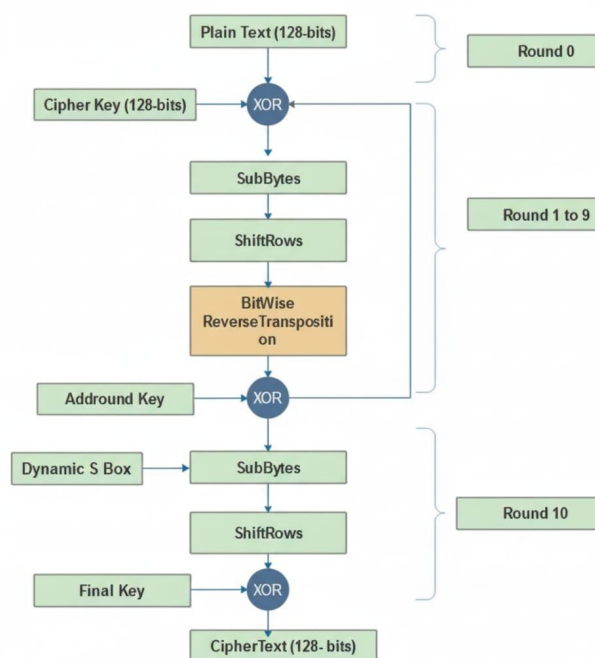 Plain Text (128-bits)
Round 0
Cipher Key (128-bits)
XOR
SubBytes
Round 1 to 9
ShiftRows
BitWise
ReverseTranspositi
on
Addround Key
XOR
Dynamic S Box
SubBytes
Round 10
ShiftRows
Final Key
XOR
CipherText (128- bits)